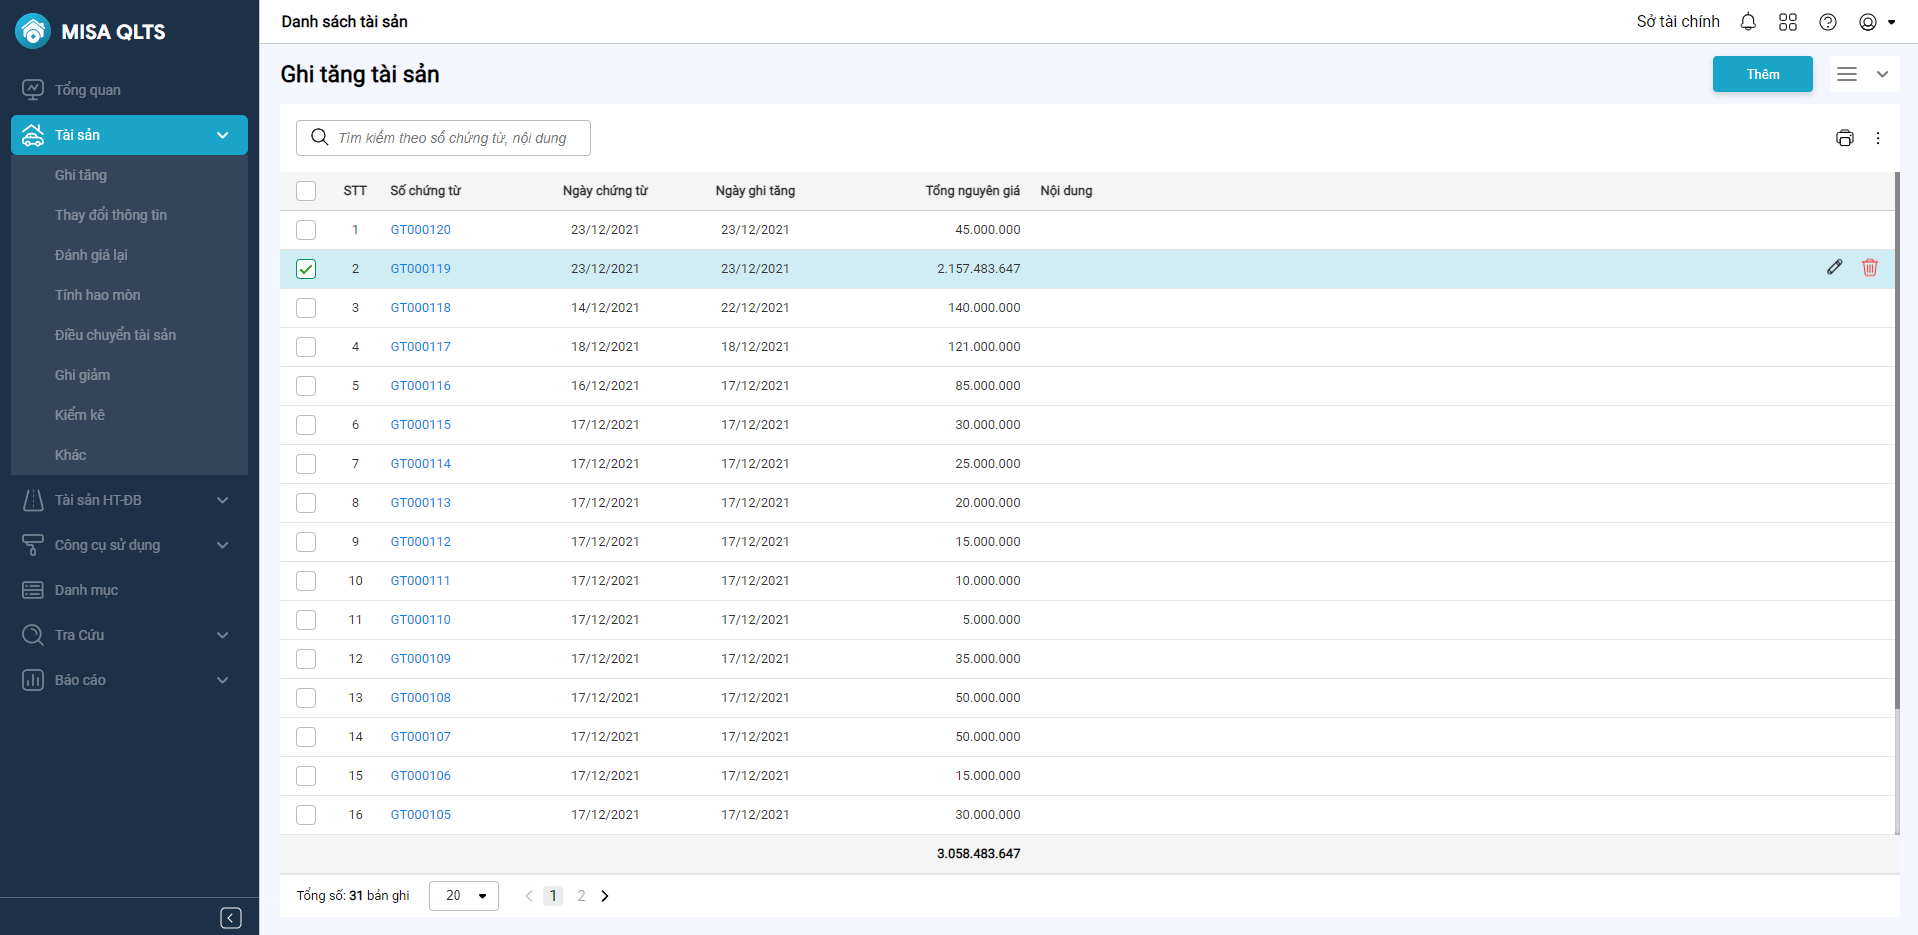 MISA QLTS
Tổng quan
Tài sản
Ghi tăng
Thay đổi thông tin
Đánh giá lại
Tính hao mòn
Điều chuyển tài sản
Ghi giảm
Kiểm kê
Khác
Tài sản HT-ĐB
Công cụ sử dụng
Danh mục
Tra Cứu
Báo cáo
Danh sách tài sản
Sở tài chính
Ghi tăng tài sản
Thêm
Tìm kiếm theo số chứng từ, nội dung
STT Số chứng từ Ngày chứng từ Ngày ghi tăng Tổng nguyên giá Nội dung
1 GT000120 23/12/2021 23/12/2021 45.000.000
2 GT000119 23/12/2021 23/12/2021 2.157.483.647
3 GT000118 14/12/2021 22/12/2021 140.000.000
4 GT000117 18/12/2021 18/12/2021 121.000.000
5 GT000116 16/12/2021 17/12/2021 85.000.000
6 GT000115 17/12/2021 17/12/2021 30.000.000
7 GT000114 17/12/2021 17/12/2021 25.000.000
8 GT000113 17/12/2021 17/12/2021 20.000.000
9 GT000112 17/12/2021 17/12/2021 15.000.000
10 GT000111 17/12/2021 17/12/2021 10.000.000
11 GT000110 17/12/2021 17/12/2021 5.000.000
12 GT000109 17/12/2021 17/12/2021 35.000.000
13 GT000108 17/12/2021 17/12/2021 50.000.000
14 GT000107 17/12/2021 17/12/2021 50.000.000
15 GT000106 17/12/2021 17/12/2021 15.000.000
16 GT000105 17/12/2021 17/12/2021 30.000.000
3.058.483.647
Tổng số: 31 bản ghi 20 1 2